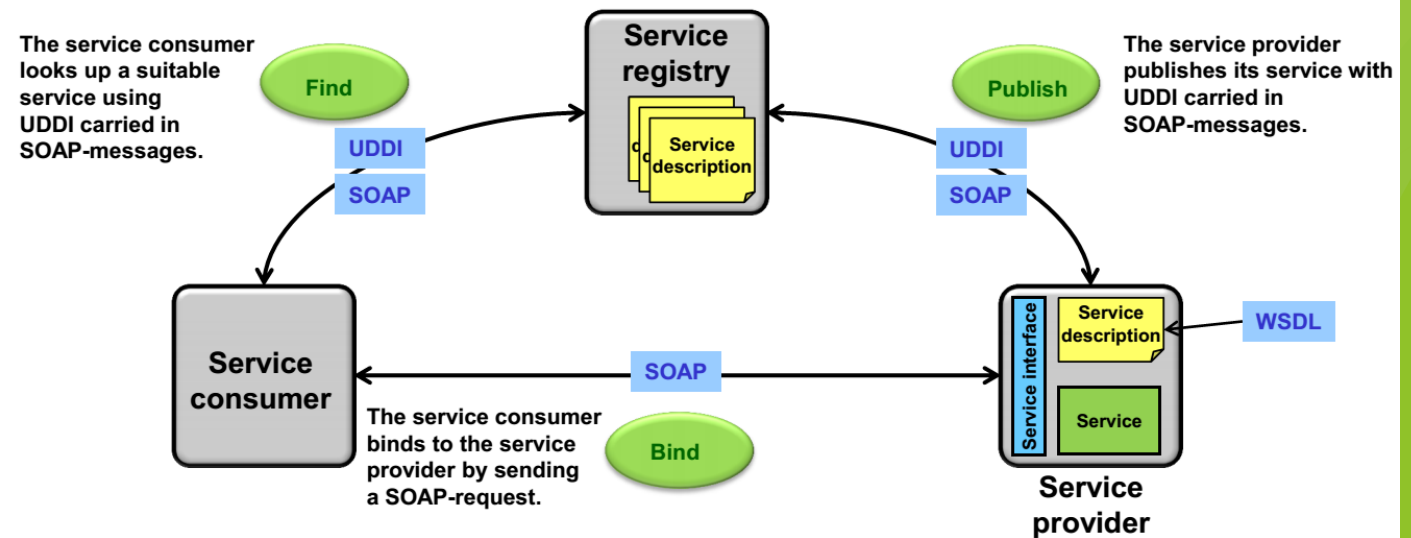 The service consumer
looks up a suitable
service using
UDDI carried in
SOAP-messages.
Find
UDDI
SOAP
Service
registry
d
d
Service
description
Publish
The service provider
publishes its service with
UDDI carried in
SOAP-messages.
UDDI
SOAP
Service
consumer
SOAP
The service consumer
binds to the service
provider by sending
a SOAP-request.
Bind
Service interface
Service
description
Service
WSDL
Service
provider